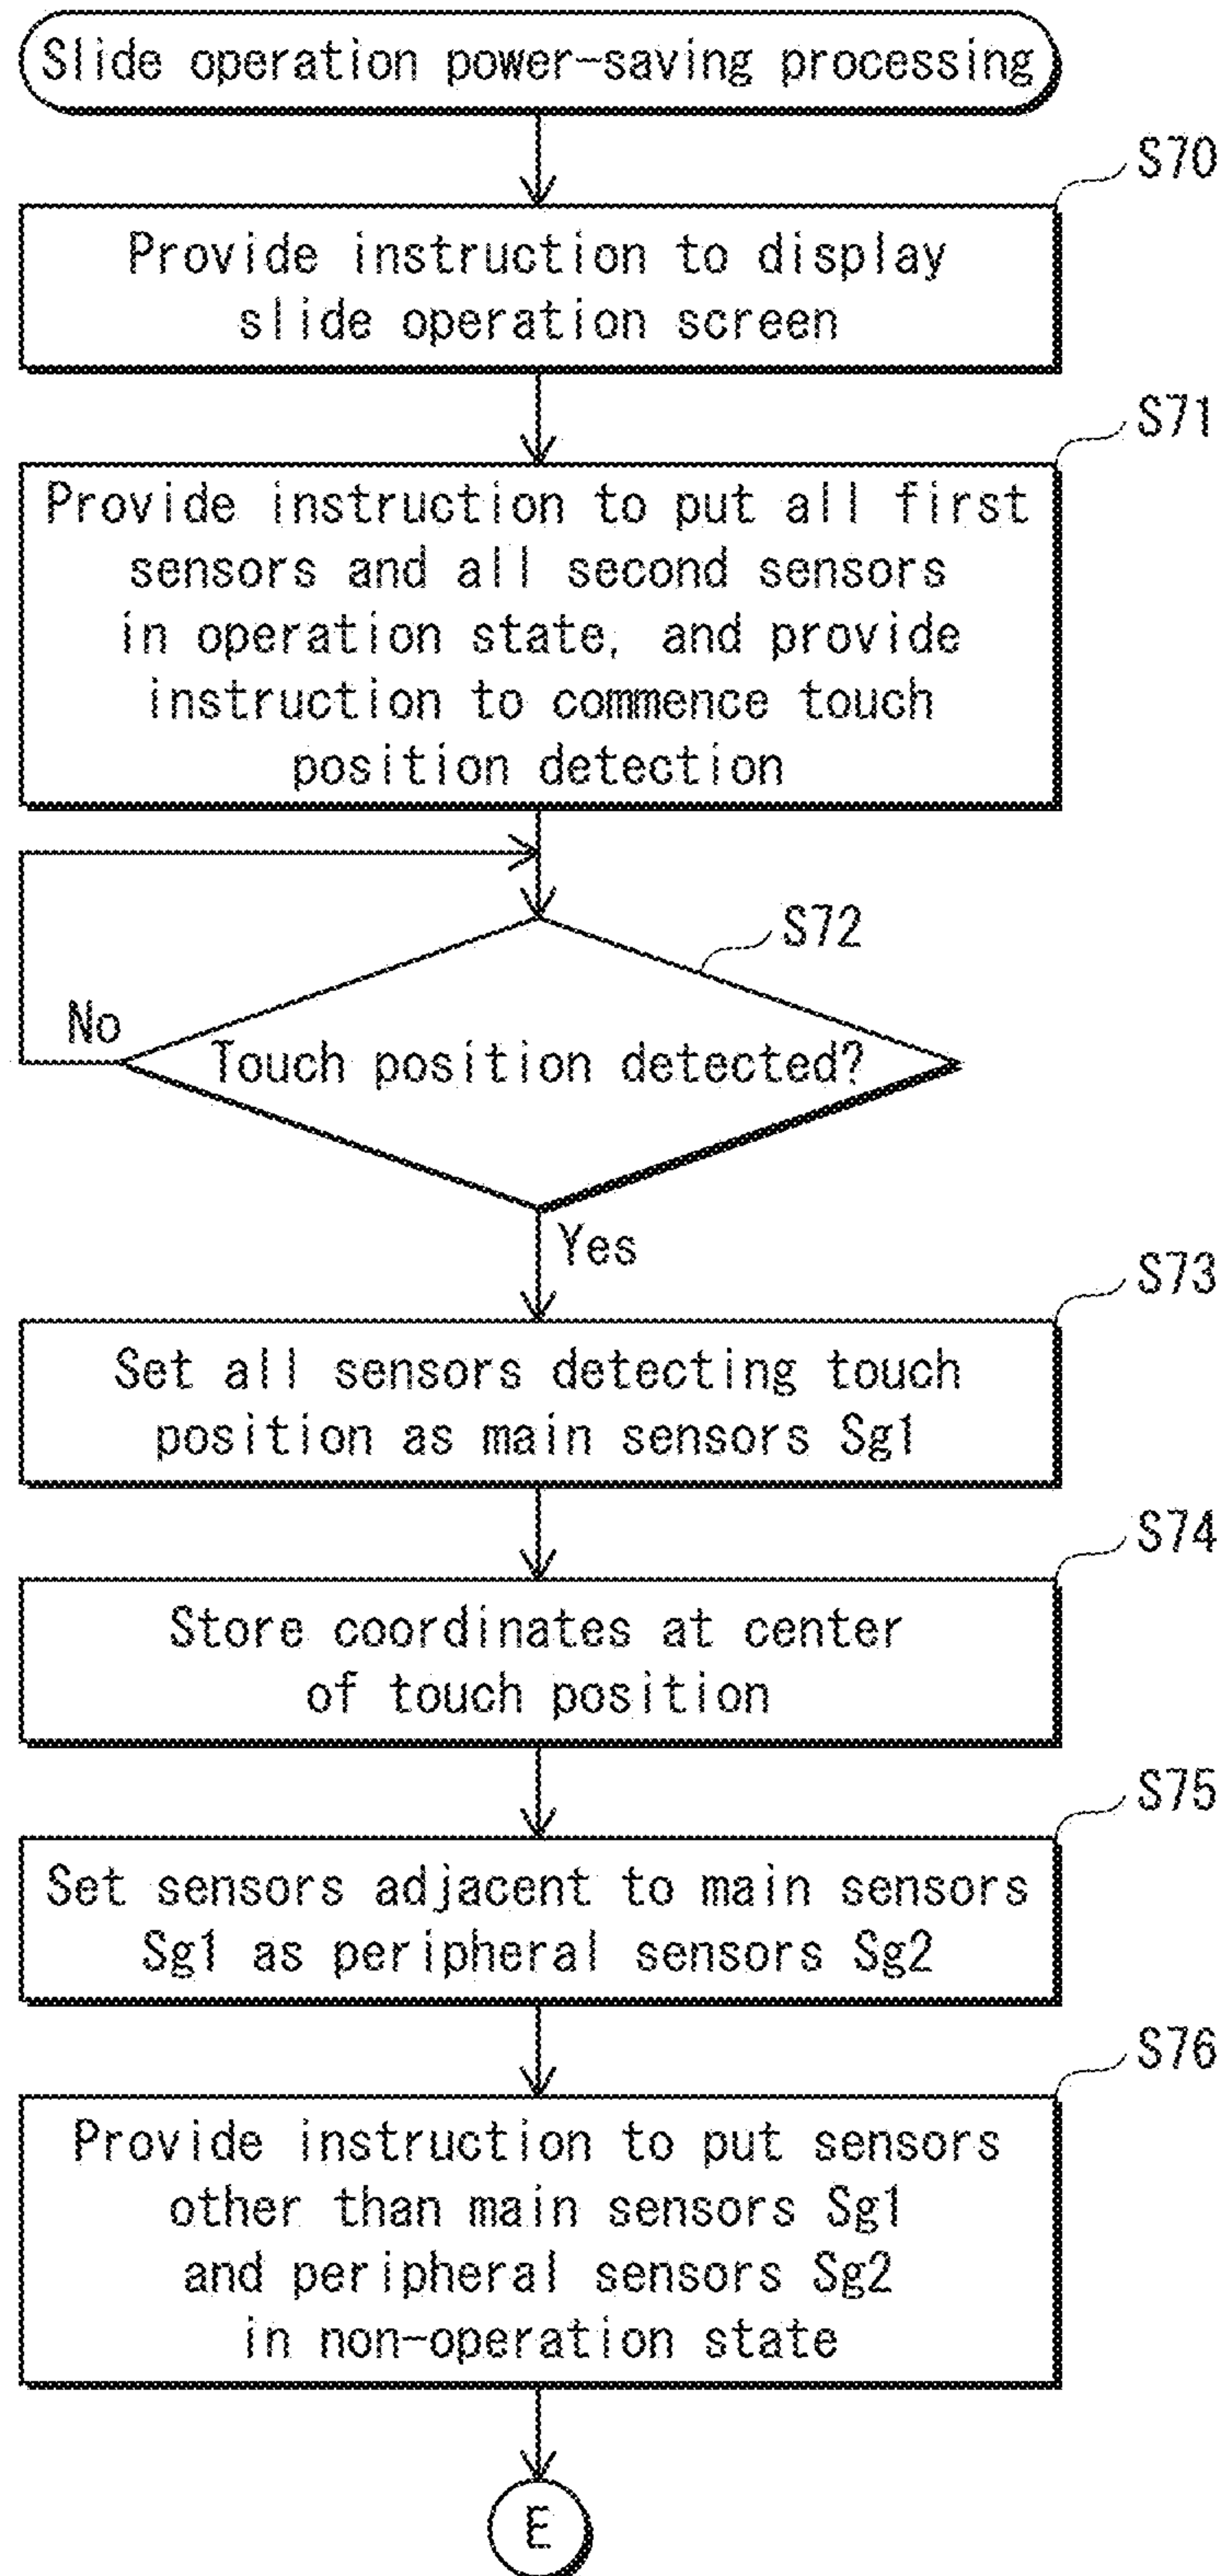 Slide operation power-saving processing
S70
Provide instruction to display
slide operation screen
S71
Provide instruction to put all first
sensors and all second sensors
in operation state, and provide
instruction to commence touch
position detection
S72
No
Touch position detected?
Yes
S73
Set all sensors detecting touch
position as main sensors Sg1
S74
Store coordinates at center
of touch position
S75
Set sensors adjacent to main sensors
Sg1 as peripheral sensors Sg2
S76
Provide instruction to put sensors
other than main sensors Sg1
and peripheral sensors Sg2
in non-operation state
E